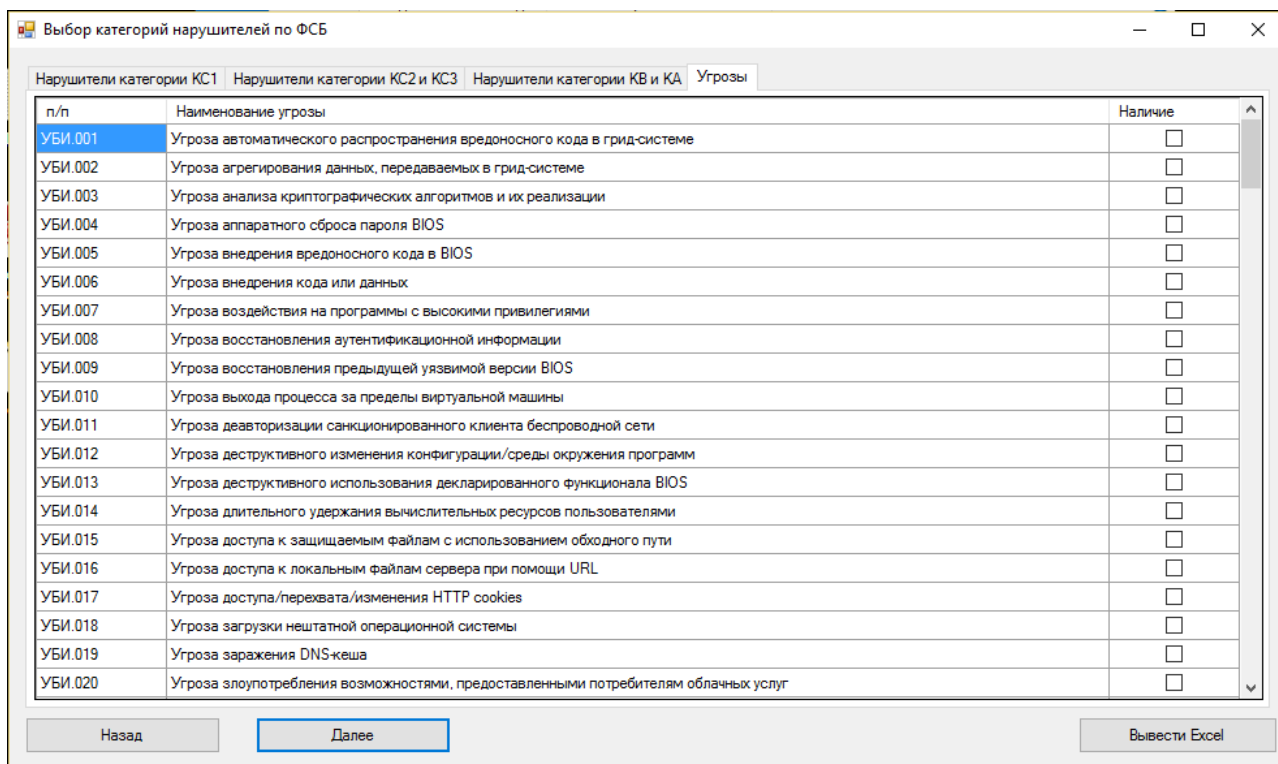 Выбор категорий нарушителей по ФСБ
Нарушители категории КС1 Нарушители категории КС2 и КС3 Нарушители категории КВ и КА Угрозы
п/п Наименование угрозы Наличие
УБИ.001 Угроза автоматического распространения вредоносного кода в грид-системе
УБИ.002 Угроза агрегирования данных, передаваемых в грид-системе
УБИ.003 Угроза анализа криптографических алгоритмов и их реализации
УБИ.004 Угроза аппаратного сброса пароля BIOS
УБИ.005 Угроза внедрения вредоносного кода в BIOS
УБИ.006 Угроза внедрения кода или данных
УБИ.007 Угроза воздействия на программы с высокими привилегиями
УБИ.008 Угроза восстановления аутентификационной информации
УБИ.009 Угроза восстановления предыдущей уязвимой версии BIOS
УБИ.010 Угроза выхода процесса за пределы виртуальной машины
УБИ.011 Угроза деавторизации санкционированного клиента беспроводной сети
УБИ.012 Угроза деструктивного изменения конфигурации/среды окружения программ
УБИ.013 Угроза деструктивного использования декларированного функционала BIOS
УБИ.014 Угроза длительного удержания вычислительных ресурсов пользователями
УБИ.015 Угроза доступа к защищаемым файлам с использованием обходного пути
УБИ.016 Угроза доступа к локальным файлам сервера при помощи URL
УБИ.017 Угроза доступа/перехвата/изменения HTTP cookies
УБИ.018 Угроза загрузки нештатной операционной системы
УБИ.019 Угроза заражения DNS-кеша
УБИ.020 Угроза злоупотребления возможностями, предоставленными потребителям облачных услуг
Назад Далее Вывести Excel